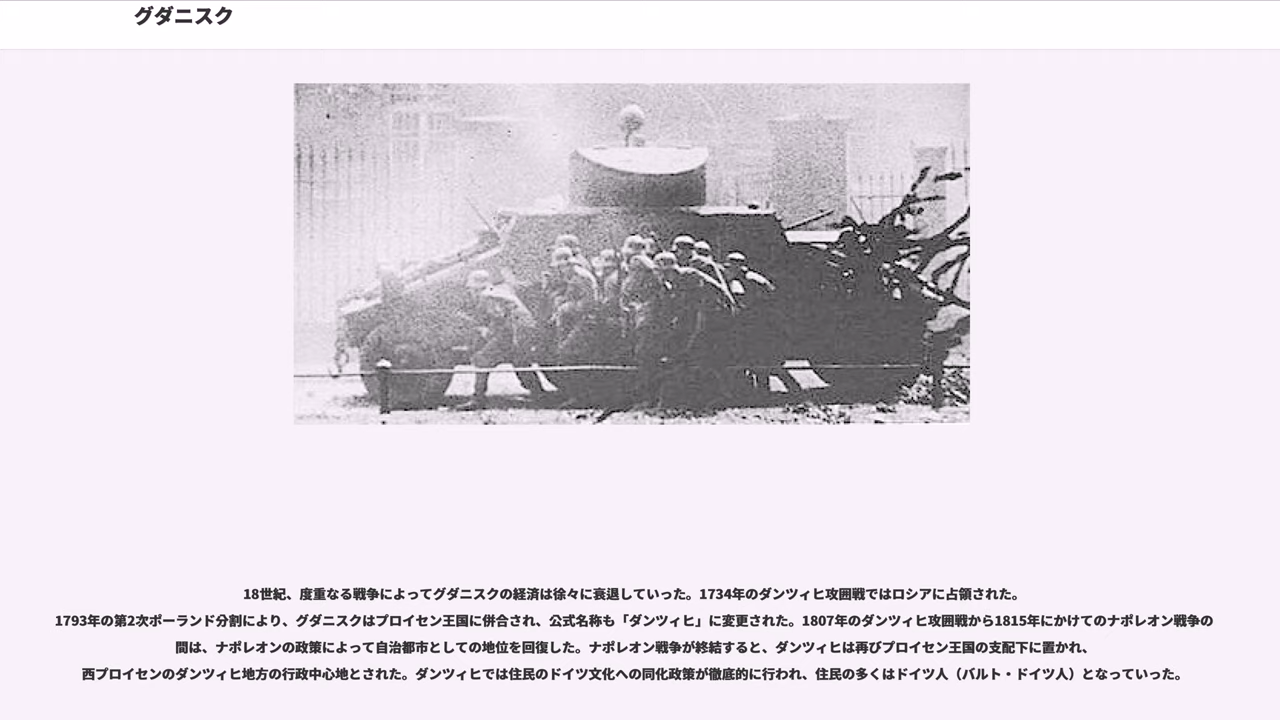 グダニスク
18世紀、度重なる戦争によってグダニスクの経済は徐々に衰退していった。1734年のダンツィヒ攻囲戦ではロシアに占領された。
1793年の第2次ポーランド分割により、グダニスクはプロイセン王国に併合され、公式名称も「ダンツィヒ」に変更された。1807年のダンツィヒ攻囲戦から1815年にかけてのナポレオン戦争の
間は、ナポレオンの政策によって自治都市としての地位を回復した。ナポレオン戦争が終結すると、ダンツィヒは再びプロイセン王国の支配下に置かれ、
西プロイセンのダンツィヒ地方の行政中心地とされた。ダンツィヒでは住民のドイツ文化への同化政策が徹底的に行われ、住民の多くはドイツ人（バルト・ドイツ人）となっていった。